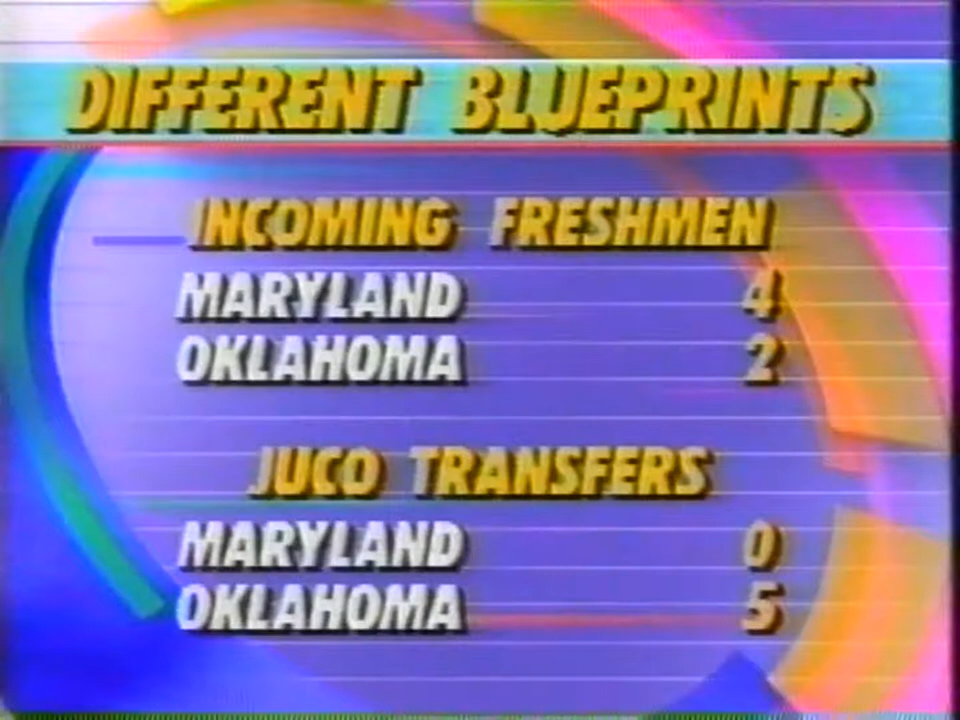 DIFFERENT BLUEPRINTS
INCOMING FRESHMEN
MARYLAND 4
OKLAHOMA 2
JUCO TRANSFERS
MARYLAND 0
OKLAHOMA 5